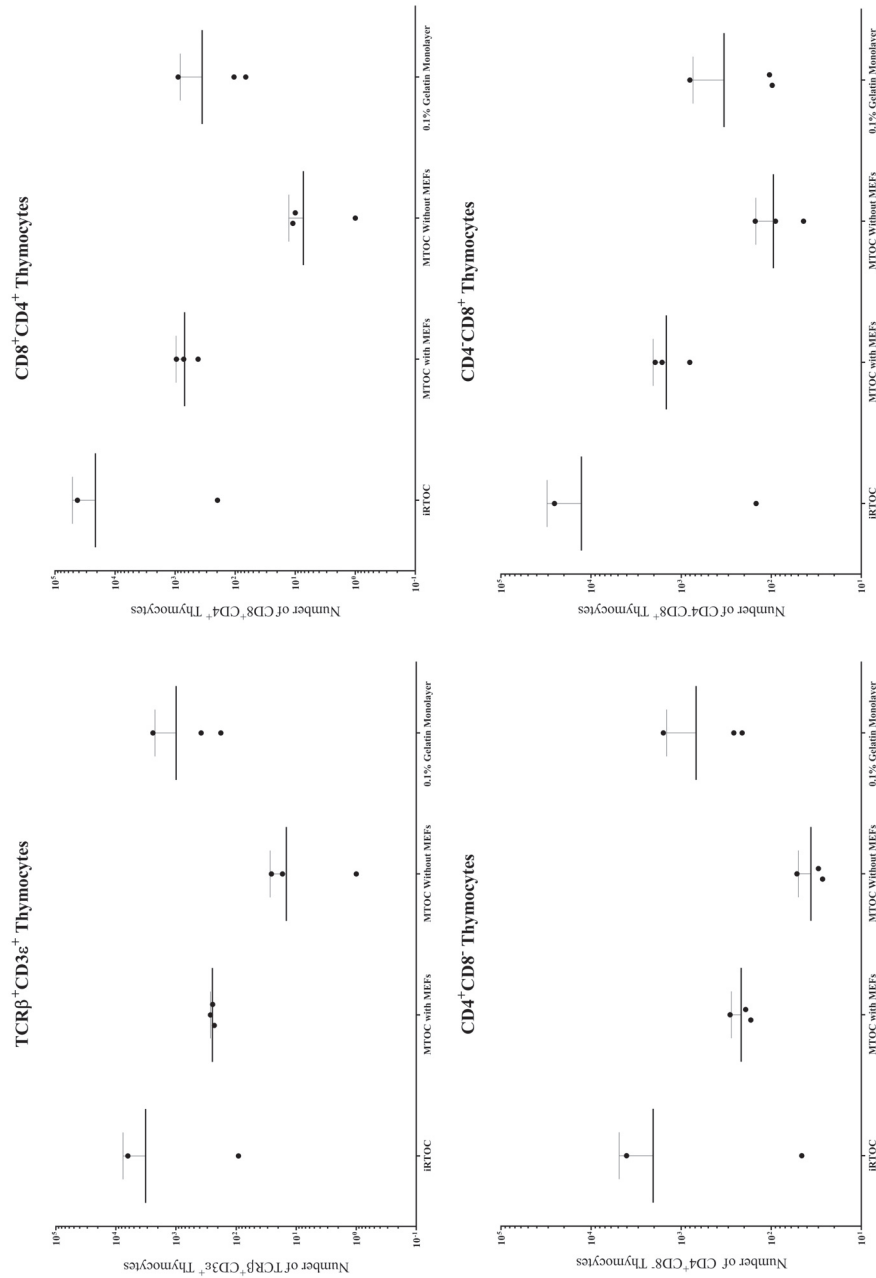 TCRβ⁺CD3ε⁺ Thymocytes
Number of TCRβ⁺CD3ε⁺ Thymocytes
10⁵
10⁴
10³
10²
10¹
10⁰
10⁻¹
iRTOC
MTOC with MEFs
MTOC Without MEFs
0.1% Gelatin Monolayer
CD8⁺CD4⁺ Thymocytes
Number of CD8⁺CD4⁺ Thymocytes
10⁵
10⁴
10³
10²
10¹
10⁰
10⁻¹
iRTOC
MTOC with MEFs
MTOC Without MEFs
0.1% Gelatin Monolayer
CD4⁺CD8⁻ Thymocytes
Number of CD4⁺CD8⁻ Thymocytes
10⁵
10⁴
10³
10²
10¹
iRTOC
MTOC with MEFs
MTOC Without MEFs
0.1% Gelatin Monolayer
CD4⁻CD8⁺ Thymocytes
Number of CD4⁻CD8⁺ Thymocytes
10⁵
10⁴
10³
10²
10¹
iRTOC
MTOC with MEFs
MTOC Without MEFs
0.1% Gelatin Monolayer